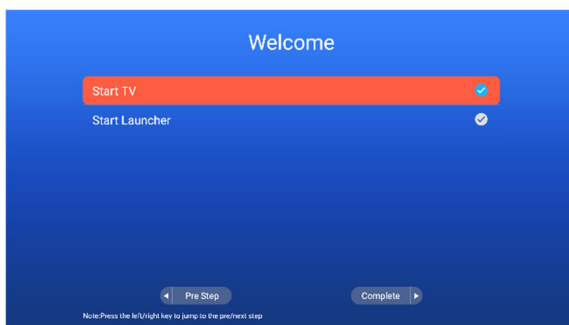 Welcome
Start TV
Start Launcher
Pre Step
Complete
Note:Press the left/right key to jump to the pre/next step